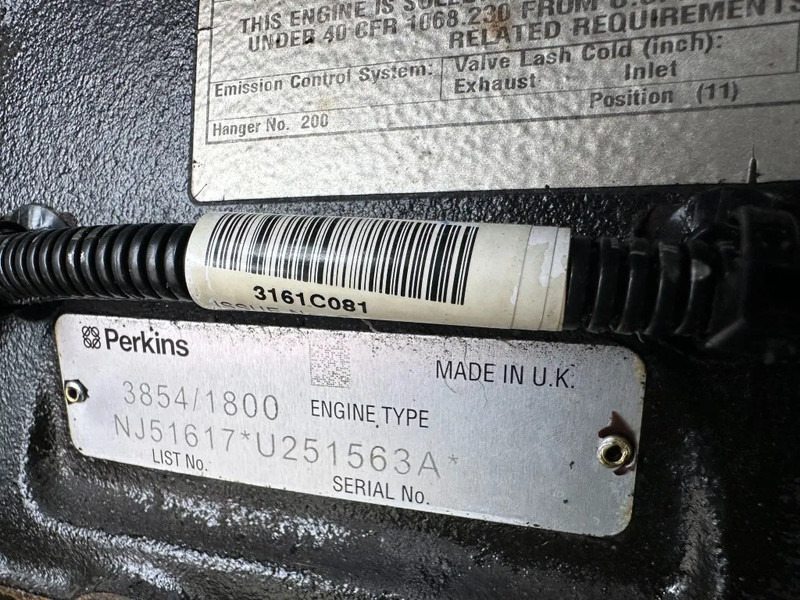 THIS ENGINE IS
UNDER 40 CFR 1068.230 FROM
RELATED REQUIREMENTS
Emission Control System:
Valve Lash Cold (inch):
Exhaust Inlet
Position (11)
Hanger No. 200
3161C081
Perkins
MADE IN U.K.
3854/1800 ENGINE TYPE
NJ51617*U251563A*
LIST No.
SERIAL No.